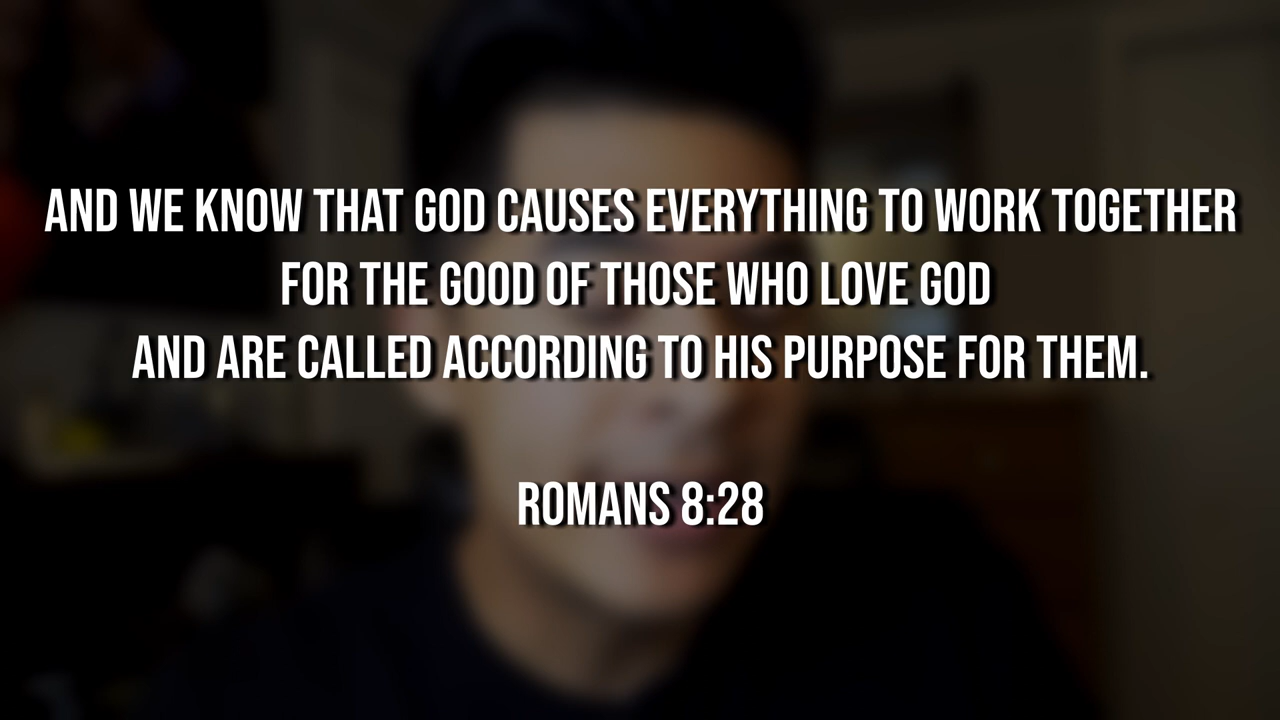 AND WE KNOW THAT GOD CAUSES EVERYTHING TO WORK TOGETHER
FOR THE GOOD OF THOSE WHO LOVE GOD
AND ARE CALLED ACCORDING TO HIS PURPOSE FOR THEM.
ROMANS 8:28